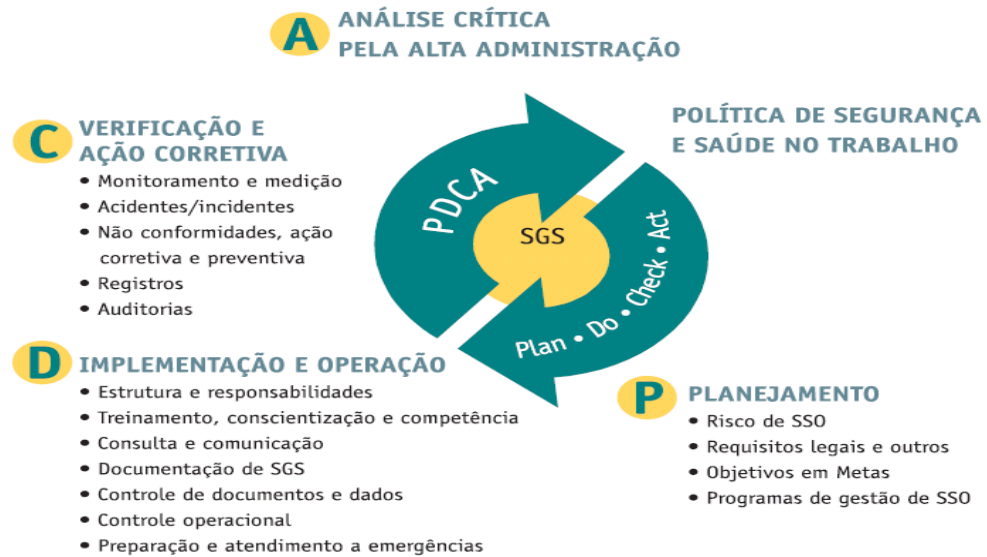 A
ANÁLISE CRÍTICA
PELA ALTA ADMINISTRAÇÃO
POLÍTICA DE SEGURANÇA
E SAÚDE NO TRABALHO
C
VERIFICAÇÃO E
AÇÃO CORRETIVA
• Monitoramento e medição
• Acidentes/incidentes
• Não conformidades, ação
corretiva e preventiva
• Registros
• Auditorias
PDCA
SGS
Plan • Do • Check • Act
D
IMPLEMENTAÇÃO E OPERAÇÃO
• Estrutura e responsabilidades
• Treinamento, conscientização e competência
• Consulta e comunicação
• Documentação de SGS
• Controle de documentos e dados
• Controle operacional
• Preparação e atendimento a emergências
P
PLANEJAMENTO
• Risco de SSO
• Requisitos legais e outros
• Objetivos em Metas
• Programas de gestão de SSO